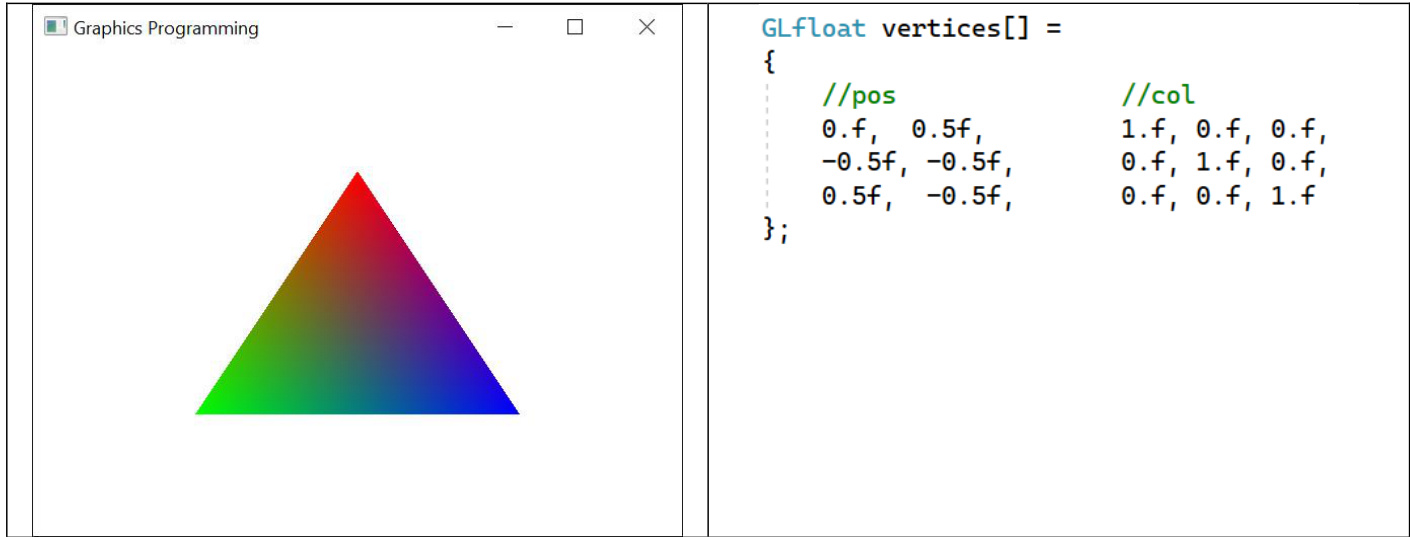 Graphics Programming
GLfloat vertices[] =
{
//pos //col
0.f, 0.5f, 1.f, 0.f, 0.f,
-0.5f, -0.5f, 0.f, 1.f, 0.f,
0.5f, -0.5f, 0.f, 0.f, 1.f
};